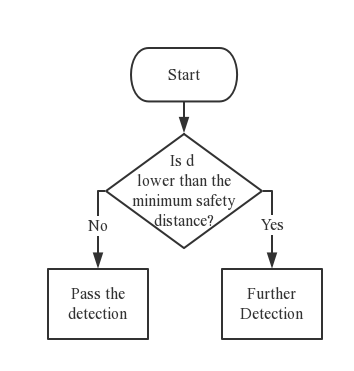 Start
Is d
lower than the
minimum safety
distance?
No
Yes
Pass the
detection
Further
Detection